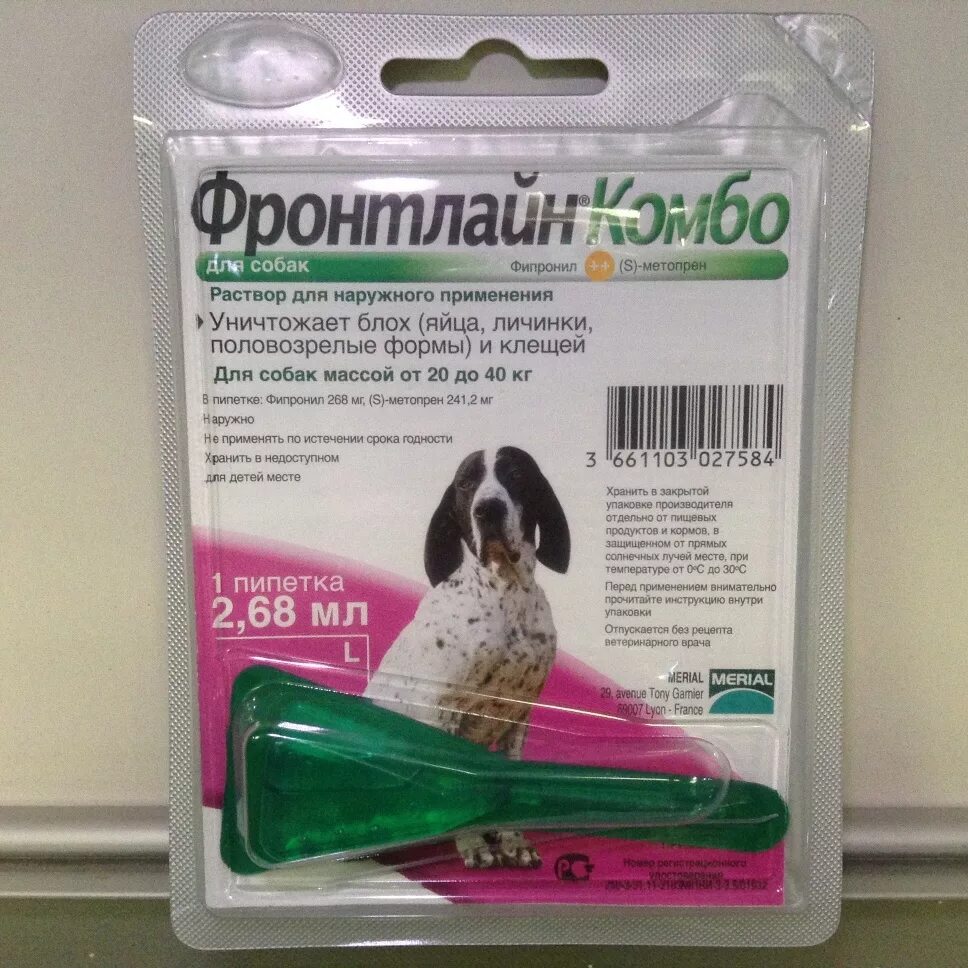 Фронтлайн® Комбо
для собак Фипронил ++ (S)-метопрен
Раствор для наружного применения
Уничтожает блох (яйца, личинки,
половозрелые формы) и клещей
Для собак массой от 20 до 40 кг
В пипетке: Фипронил 268 мг, (S)-метопрен 241,2 мг
Наружно
Не применять по истечении срока годности
Хранить в недоступном
для детей месте
3 661103 027584
Хранить в закрытой
упаковке производителя
отдельно от пищевых
продуктов и кормов, в
защищенном от прямых
солнечных лучей месте, при
температуре от 0ºС до 30ºС
Перед применением внимательно
прочитайте инструкцию внутри
упаковки
Отпускается без рецепта
ветеринарного врача
1 пипетка
2,68 мл
L
MERIAL
29, avenue Tony Garnier
69007 Lyon - France
MERIAL
РС
Номер регистрационного
удостоверения